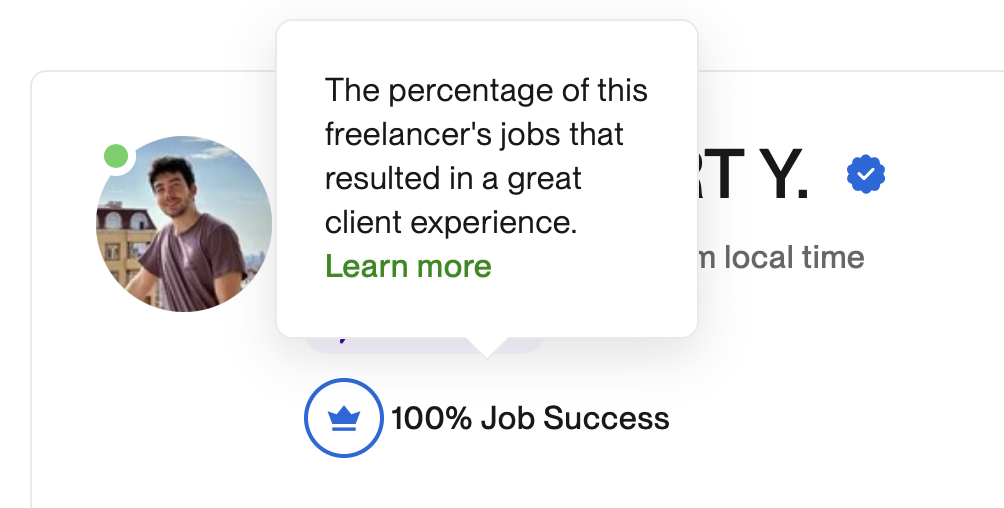 The percentage of this
freelancer's jobs that
resulted in a great
client experience.
Learn more
T Y.
m local time
100% Job Success